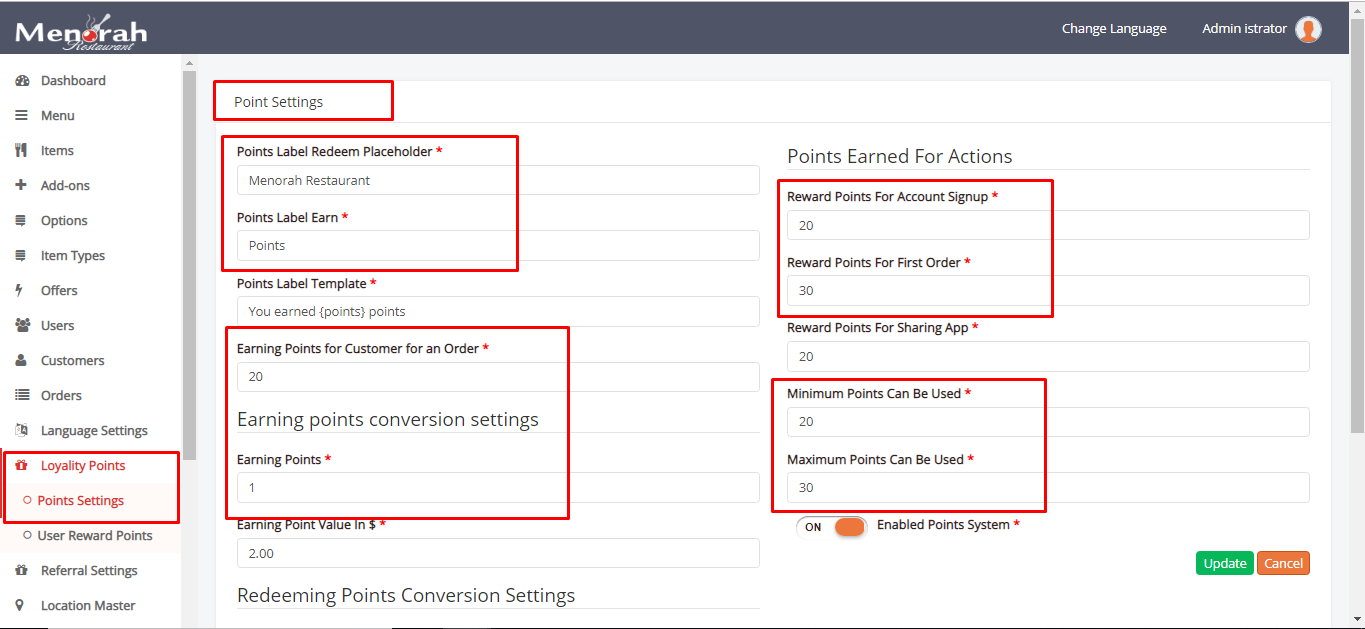 Menorah
Restaurant
Change Language
Admin istrator
Dashboard
Menu
Items
Add-ons
Options
Item Types
Offers
Users
Customers
Orders
Language Settings
Loyality Points
Points Settings
User Reward Points
Referral Settings
Location Master
Point Settings
Points Label Redeem Placeholder *
Menorah Restaurant
Points Label Earn *
Points
Points Label Template *
You earned {points} points
Earning Points for Customer for an Order *
20
Earning points conversion settings
Earning Points *
1
Earning Point Value In $ *
2.00
Redeeming Points Conversion Settings
Points Earned For Actions
Reward Points For Account Signup *
20
Reward Points For First Order *
30
Reward Points For Sharing App *
20
Minimum Points Can Be Used *
20
Maximum Points Can Be Used *
30
ON
Enabled Points System *
Update
Cancel